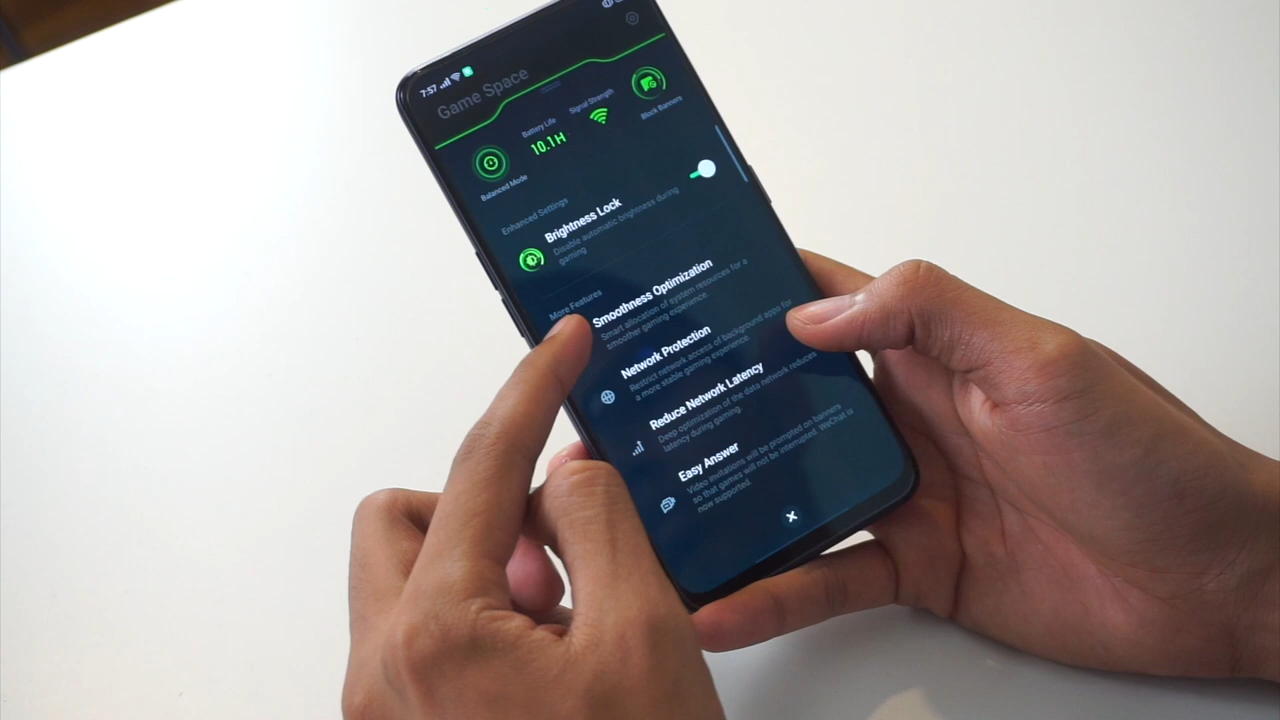 7:57
Game Space
Battery Life
10.1H
Signal Strength
Balanced Mode
Block Banners
Enhanced Settings
Brightness Lock
Disable automatic brightness during
gaming
More Features
Smoothness Optimization
Smart allocation of system resources for a
smoother gaming experience.
Network Protection
Restrict network access of background apps for
a more stable gaming experience.
Reduce Network Latency
Deep optimization of the data network reduces
latency during gaming.
Easy Answer
Video invitations will be prompted on banners
so that games will not be interrupted. WeChat is
now supported.